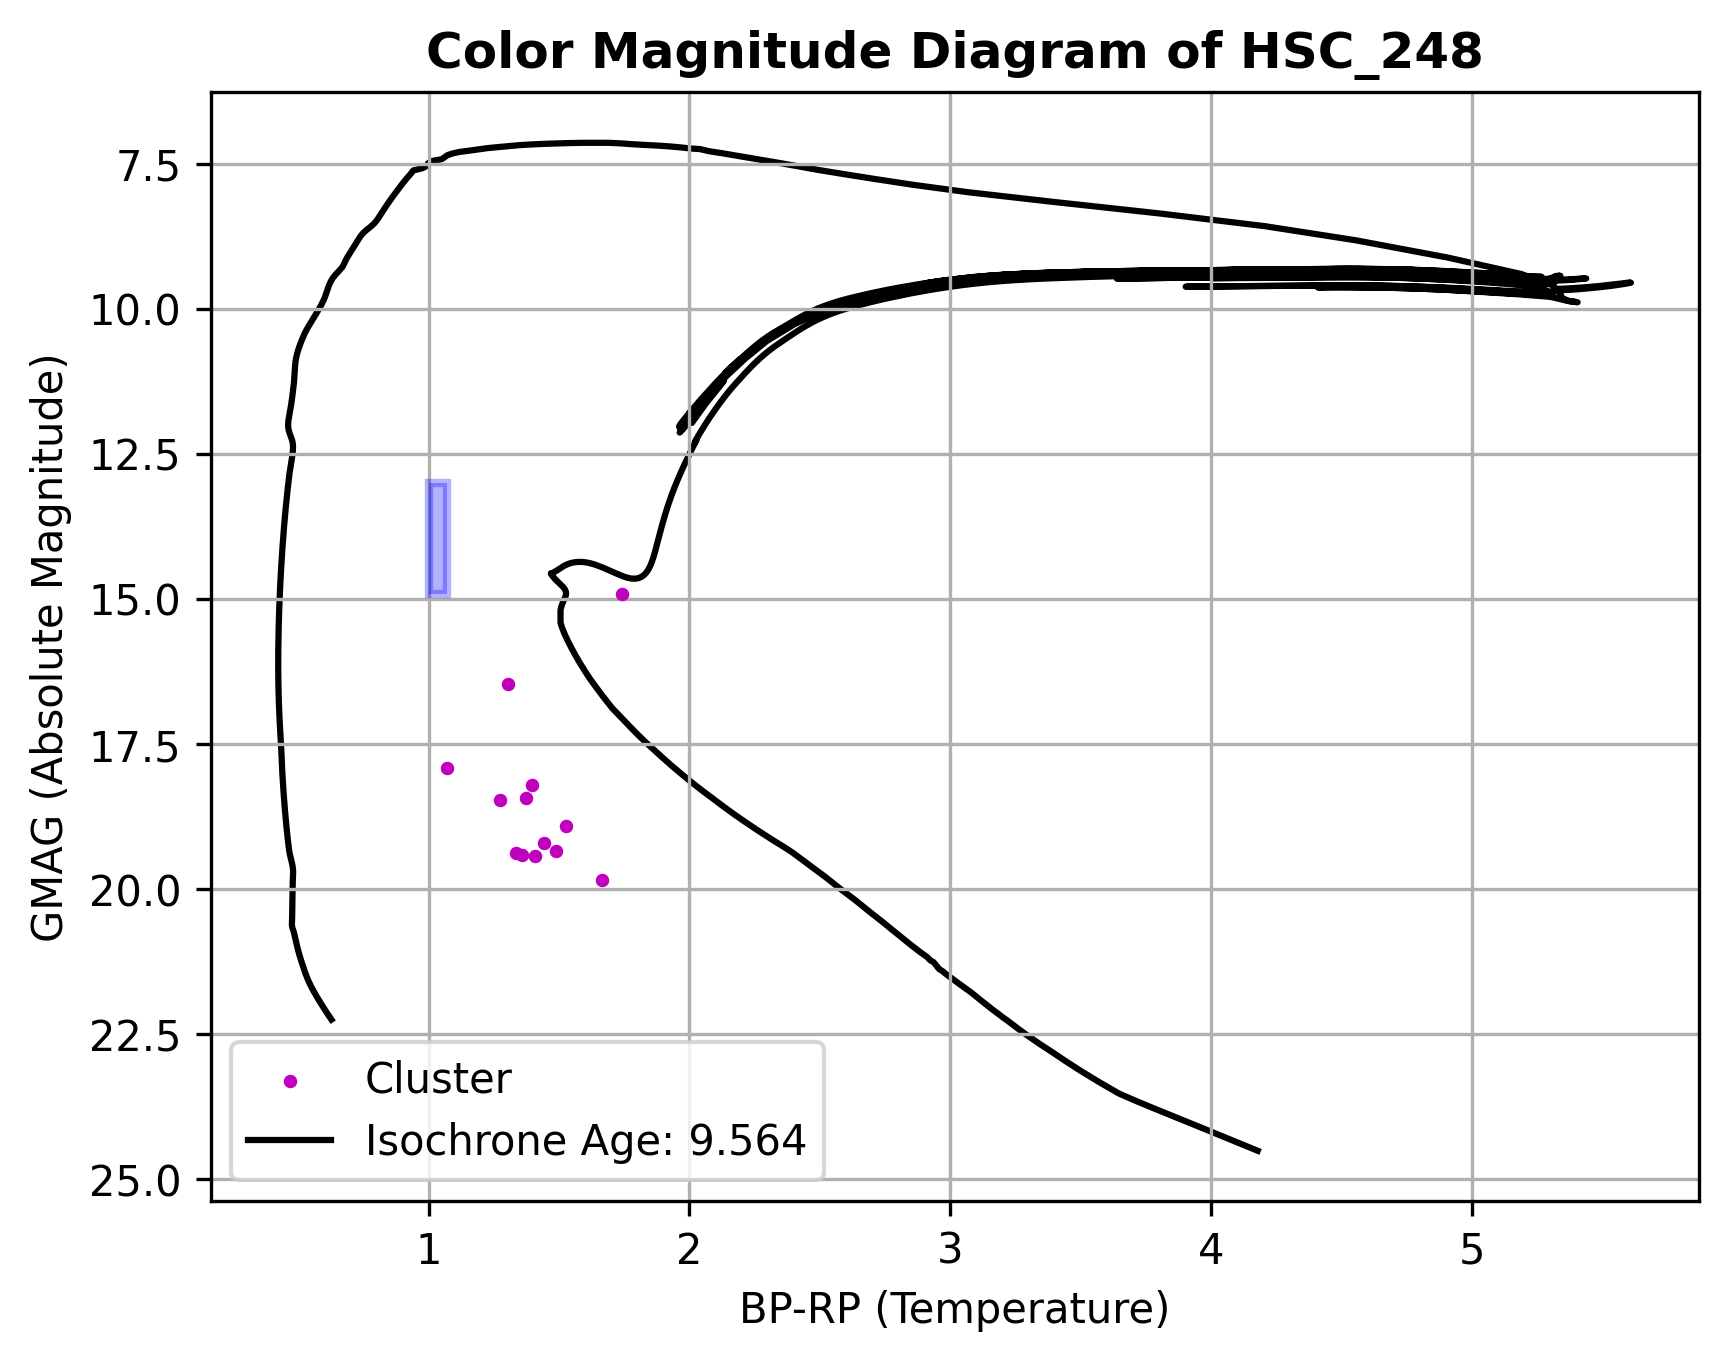 Color Magnitude Diagram of HSC_248
GMAG (Absolute Magnitude)
7.5
10.0
12.5
15.0
17.5
20.0
22.5
25.0
Cluster
Isochrone Age: 9.564
1 2 3 4 5
BP-RP (Temperature)